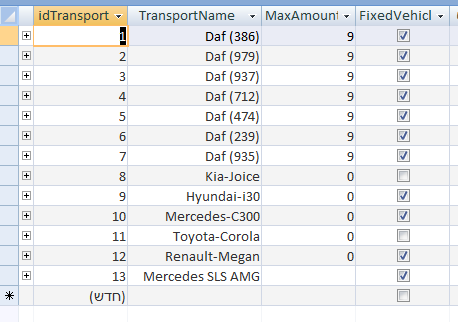 idTransport TransportName MaxAmount FixedVehicl
1 Daf (386) 9
2 Daf (979) 9
3 Daf (937) 9
4 Daf (712) 9
5 Daf (474) 9
6 Daf (239) 9
7 Daf (935) 9
8 Kia-Joice 0
9 Hyundai-i30 0
10 Mercedes-C300 0
11 Toyota-Corola 0
12 Renault-Megan 0
13 Mercedes SLS AMG
(חדש)